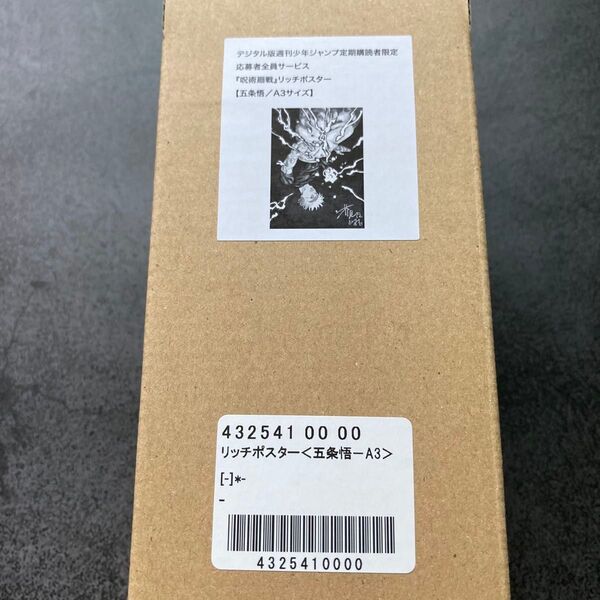 デジタル版週刊少年ジャンプ定期購読者限定
応募者全員サービス
『呪術廻戦』リッチポスター
【五条悟／A3サイズ】
432541 00 00
リッチポスター＜五条悟－A3＞
[-]*-
-
4325410000